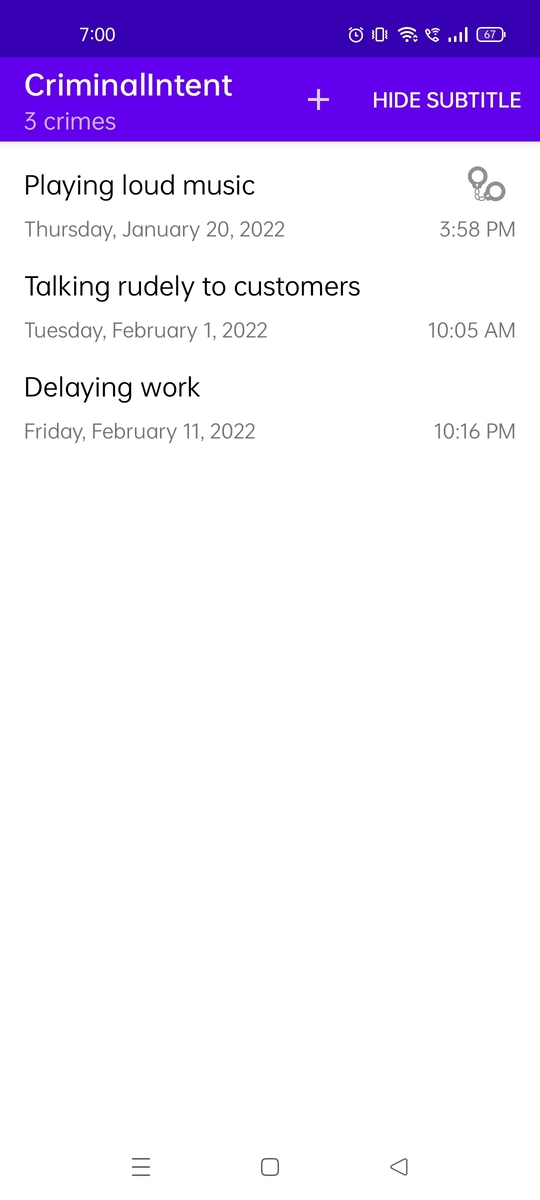 7:00
67
CriminalIntent
3 crimes
HIDE SUBTITLE
Playing loud music
Thursday, January 20, 2022
3:58 PM
Talking rudely to customers
Tuesday, February 1, 2022
10:05 AM
Delaying work
Friday, February 11, 2022
10:16 PM